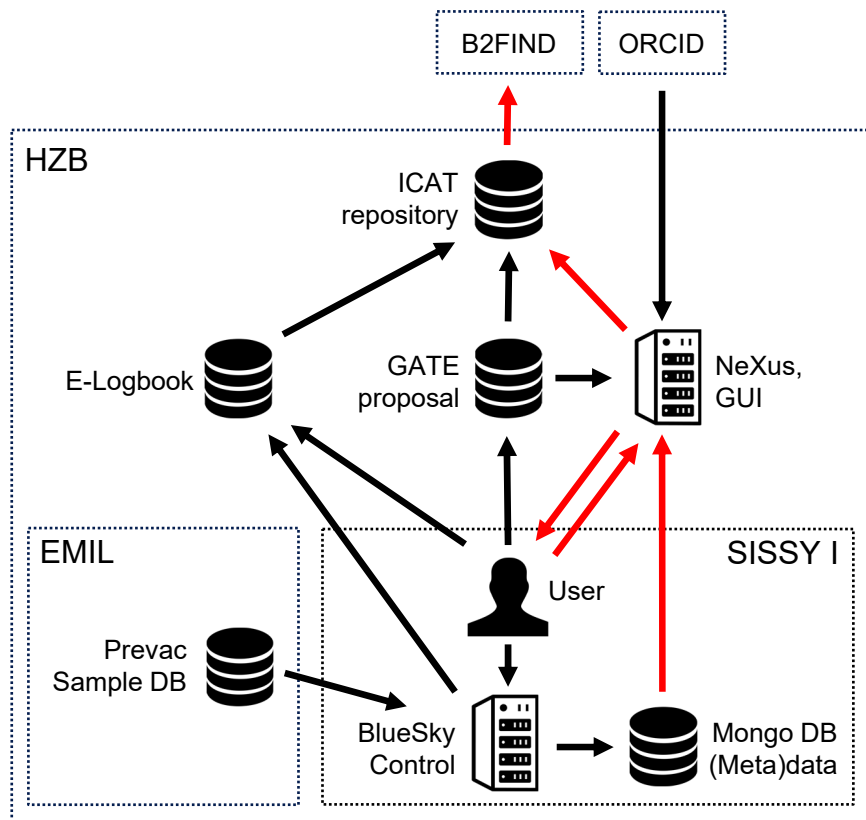 B2FIND
ORCID
HZB
ICAT
repository
E-Logbook
GATE
proposal
NeXus,
GUI
EMIL
SISSY I
User
Prevac
Sample DB
BlueSky
Control
Mongo DB
(Meta)data